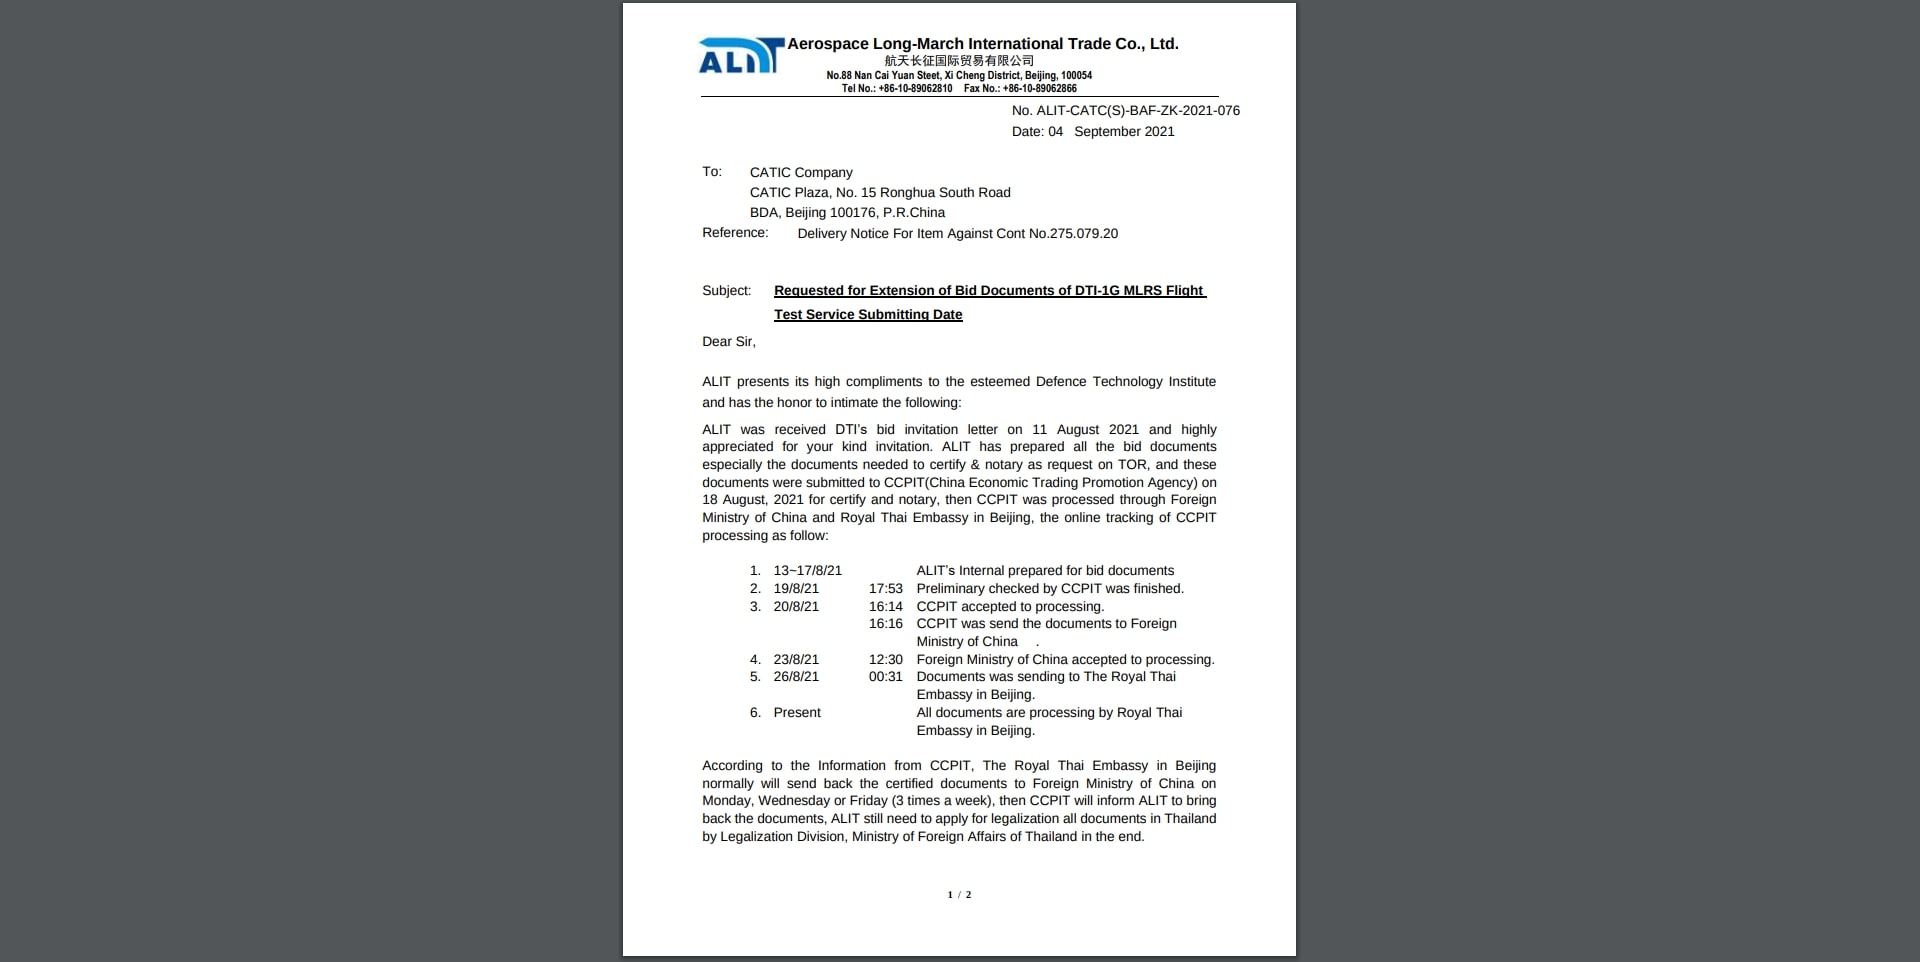 ALIT Aerospace Long-March International Trade Co., Ltd.
航天长征国际贸易有限公司
No.88 Nan Cai Yuan Steet, Xi Cheng District, Beijing, 100054
Tel No.: +86-10-89062810 Fax No.: +86-10-89062866
No. ALIT-CATC(S)-BAF-ZK-2021-076
Date: 04 September 2021
To: CATIC Company
CATIC Plaza, No. 15 Ronghua South Road
BDA, Beijing 100176, P.R.China
Reference: Delivery Notice For Item Against Cont No.275.079.20
Subject: Requested for Extension of Bid Documents of DTI-1G MLRS Flight
Test Service Submitting Date
Dear Sir,
ALIT presents its high compliments to the esteemed Defence Technology Institute
and has the honor to intimate the following:
ALIT was received DTI's bid invitation letter on 11 August 2021 and highly
appreciated for your kind invitation. ALIT has prepared all the bid documents
especially the documents needed to certify & notary as request on TOR, and these
documents were submitted to CCPIT(China Economic Trading Promotion Agency) on
18 August, 2021 for certify and notary, then CCPIT was processed through Foreign
Ministry of China and Royal Thai Embassy in Beijing, the online tracking of CCPIT
processing as follow:
1. 13~17/8/21 ALIT's Internal prepared for bid documents
2. 19/8/21 17:53 Preliminary checked by CCPIT was finished.
3. 20/8/21 16:14 CCPIT accepted to processing.
16:16 CCPIT was send the documents to Foreign
Ministry of China .
4. 23/8/21 12:30 Foreign Ministry of China accepted to processing.
5. 26/8/21 00:31 Documents was sending to The Royal Thai
Embassy in Beijing.
6. Present All documents are processing by Royal Thai
Embassy in Beijing.
According to the Information from CCPIT, The Royal Thai Embassy in Beijing
normally will send back the certified documents to Foreign Ministry of China on
Monday, Wednesday or Friday (3 times a week), then CCPIT will inform ALIT to bring
back the documents, ALIT still need to apply for legalization all documents in Thailand
by Legalization Division, Ministry of Foreign Affairs of Thailand in the end.
1 / 2